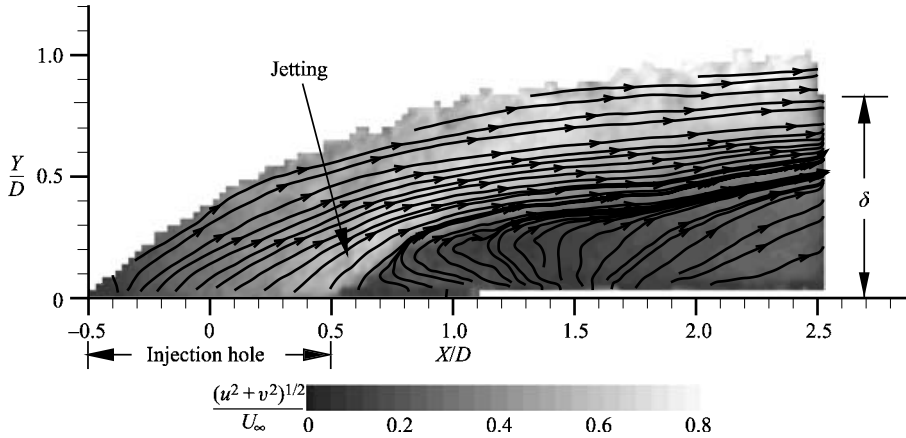 1.0
Jetting
Y/D
0.5
δ
0
−0.5 0 0.5 1.0 1.5 2.0 2.5
Injection hole X/D
(u² + v²)^1/2 / U∞
0 0.2 0.4 0.6 0.8